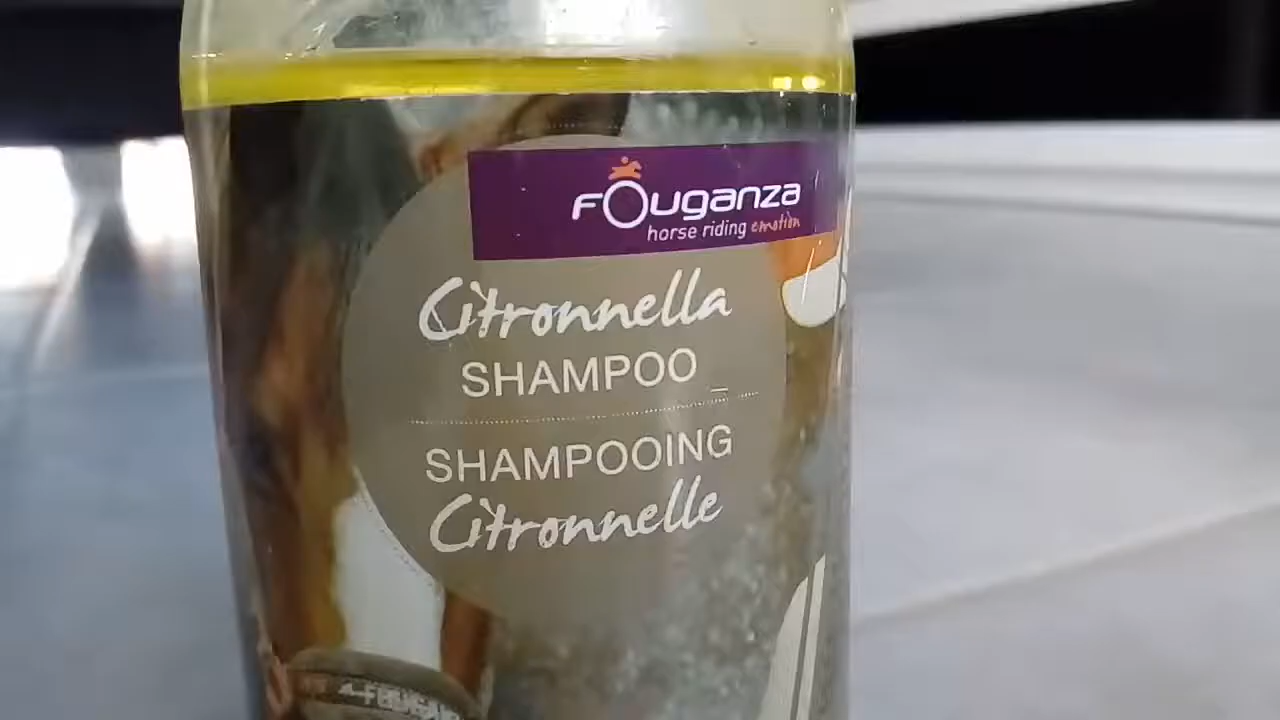 FOuganza
horse riding emotion
Citronnella
SHAMPOO
SHAMPOOING
Citronnelle